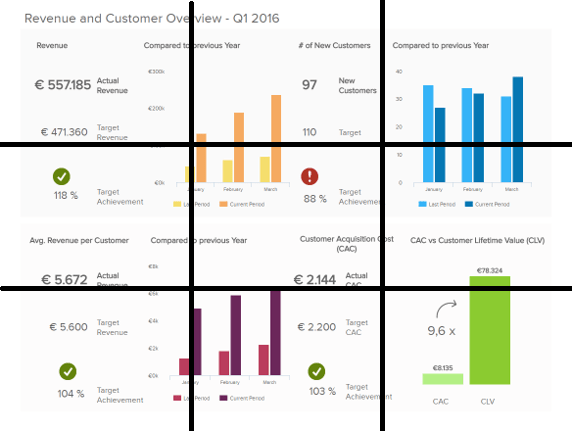 Revenue and Customer Overview - Q1 2016
Revenue
Compared to previous Year
# of New Customers
Compared to previous Year
€ 557.185
Actual
Revenue
€300k
€200k
€0k
January
February
March
Last Period
Current Period
97
New
Customers
40
30
20
10
0
January
February
March
Last Period
Current Period
€ 471.360
Target
Revenue
110
Target
118 %
Target
Achievement
88 %
Target
Achievement
Avg. Revenue per Customer
Compared to previous Year
Customer Acquisition Cost
(CAC)
CAC vs Customer Lifetime Value (CLV)
€ 5.672
Actual
Revenue
€8k
€6k
€4k
€2k
€0k
January
February
March
Last Period
Current Period
€ 2.144
Actual
CAC
€78.324
9,6 x
€8.135
CAC
CLV
€ 5.600
Target
Revenue
€ 2.200
Target
CAC
104 %
Target
Achievement
103 %
Target
Achievement